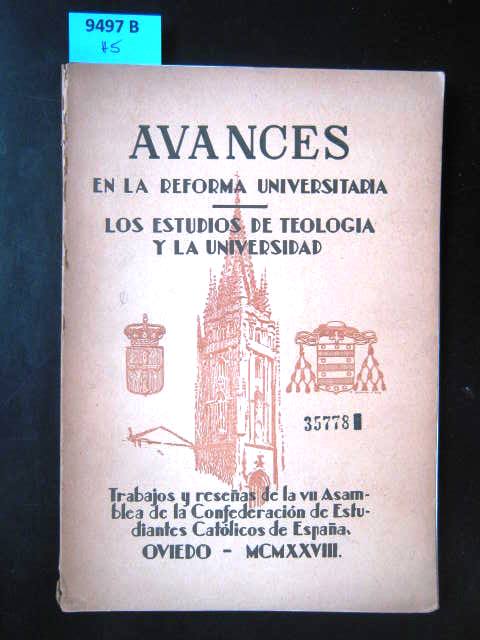 9497 B
#5
AVANCES
EN LA REFORMA UNIVERSITARIA
LOS ESTUDIOS DE TEOLOGIA
Y LA UNIVERSIDAD
35778
Trabajos y reseñas de la VII Asam-
blea de la Confederación de Estu-
diantes Católicos de España.
OVIEDO - MCMXXVIII.